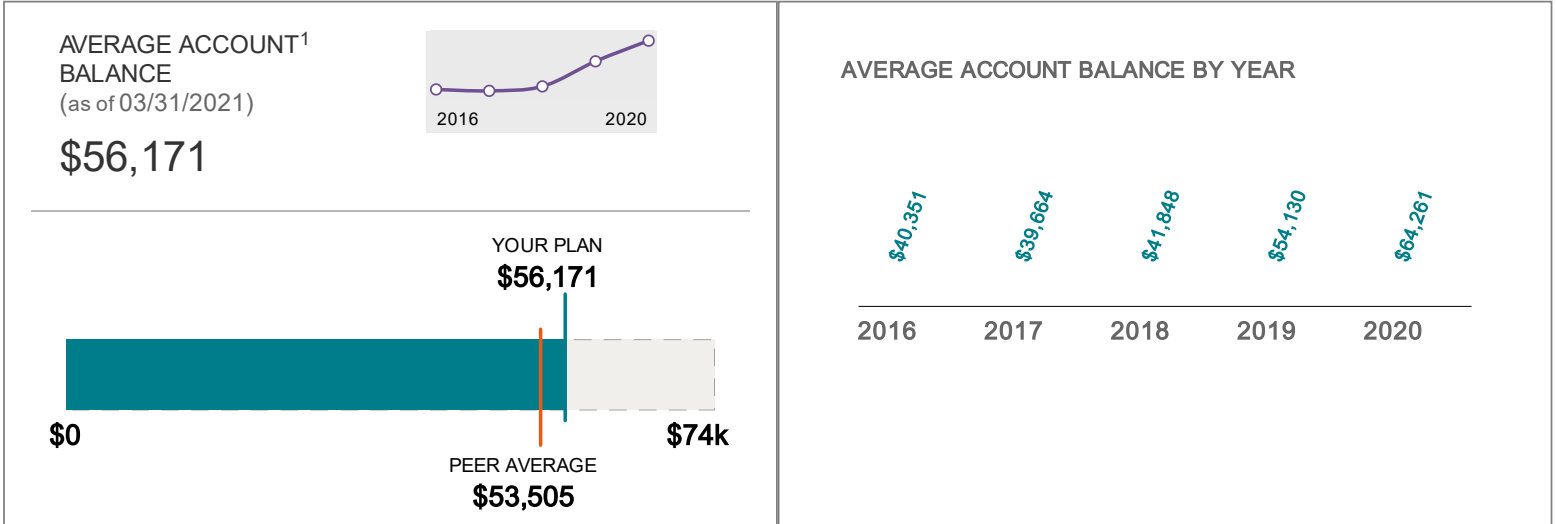 AVERAGE ACCOUNT1
BALANCE
(as of 03/31/2021)
$56,171
2016 2020
YOUR PLAN
$56,171
$0 $74k
PEER AVERAGE
$53,505
AVERAGE ACCOUNT BALANCE BY YEAR
$40,351 $39,664 $41,848 $54,130 $64,261
2016 2017 2018 2019 2020